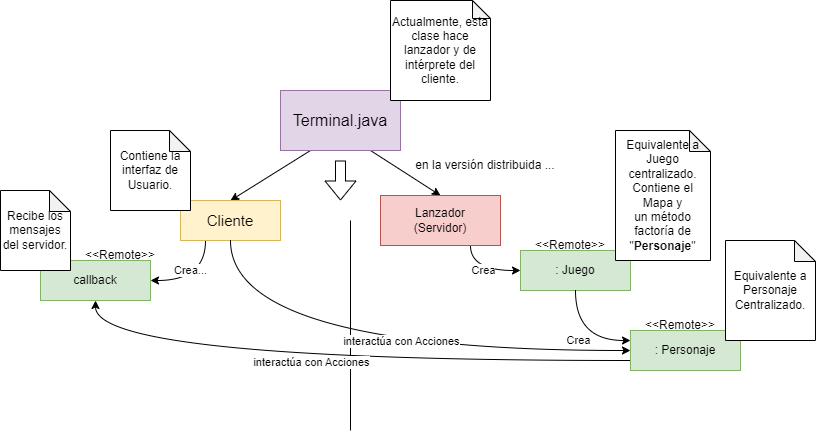 Actualmente, esta
clase hace
lanzador y de
intérprete del
cliente.
Terminal.java
en la versión distribuida ...
Contiene la
interfaz de
Usuario.
Cliente
Lanzador
(Servidor)
Equivalente a
Juego
centralizado.
Contiene el
Mapa y
un método
factoría de
"Personaje"
Recibe los
mensajes
del servidor.
<<Remote>>
callback
Crea...
Crea
<<Remote>>
: Juego
Equivalente a
Personaje
Centralizado.
Crea
<<Remote>>
: Personaje
interactúa con Acciones
interactúa con Acciones